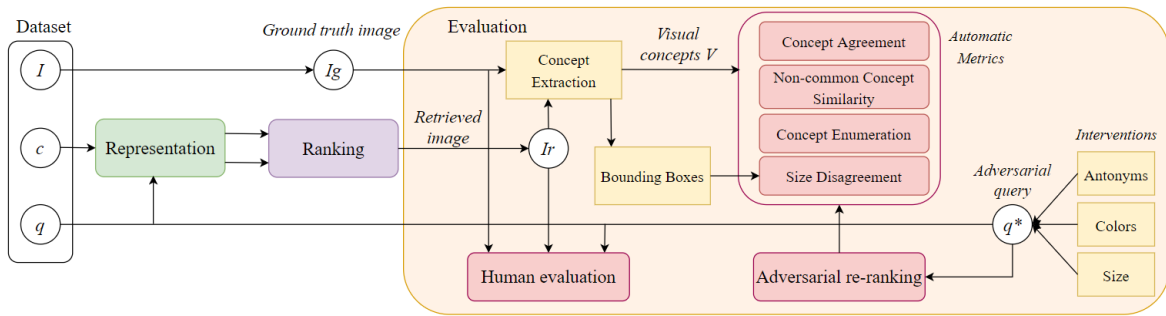 Dataset
I
c
q
Ground truth image
Ig
Representation
Ranking
Retrieved
image
Evaluation
Concept
Extraction
Visual
concepts V
Ir
Bounding Boxes
Concept Agreement
Non-common Concept
Similarity
Concept Enumeration
Size Disagreement
Automatic
Metrics
Interventions
Antonyms
Colors
Size
Adversarial
query
q*
Human evaluation
Adversarial re-ranking